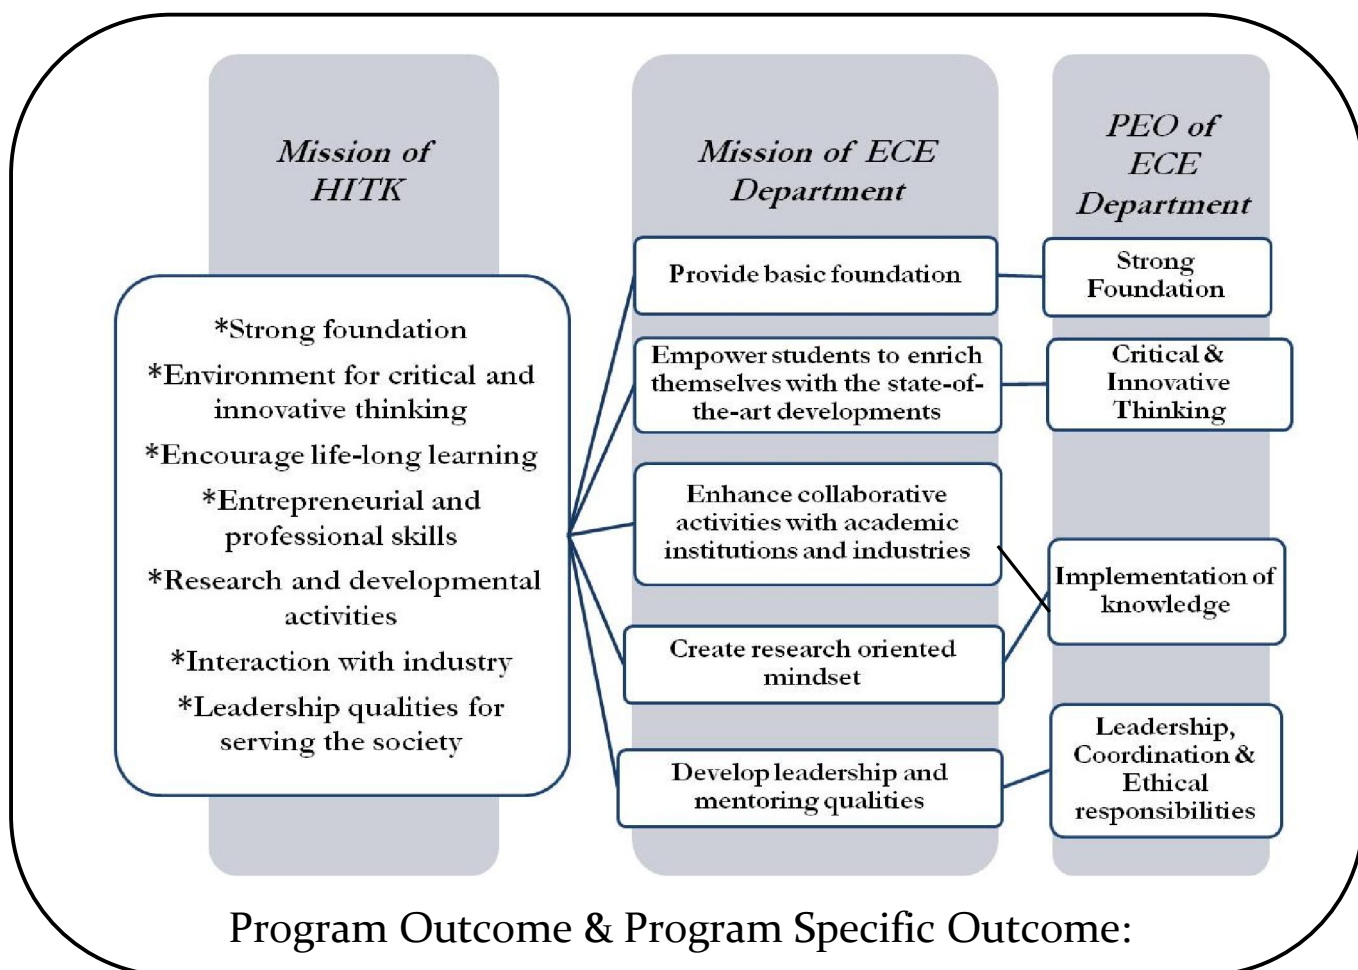 Mission of
HITK
*Strong foundation
*Environment for critical and
innovative thinking
*Encourage life-long learning
*Entrepreneurial and
professional skills
*Research and developmental
activities
*Interaction with industry
*Leadership qualities for
serving the society
Mission of ECE
Department
Provide basic foundation
Empower students to enrich
themselves with the state-of-
the-art developments
Enhance collaborative
activities with academic
institutions and industries
Create research oriented
mindset
Develop leadership and
mentoring qualities
PEO of
ECE
Department
Strong
Foundation
Critical &
Innovative
Thinking
Implementation of
knowledge
Leadership,
Coordination &
Ethical
responsibilities
Program Outcome & Program Specific Outcome: